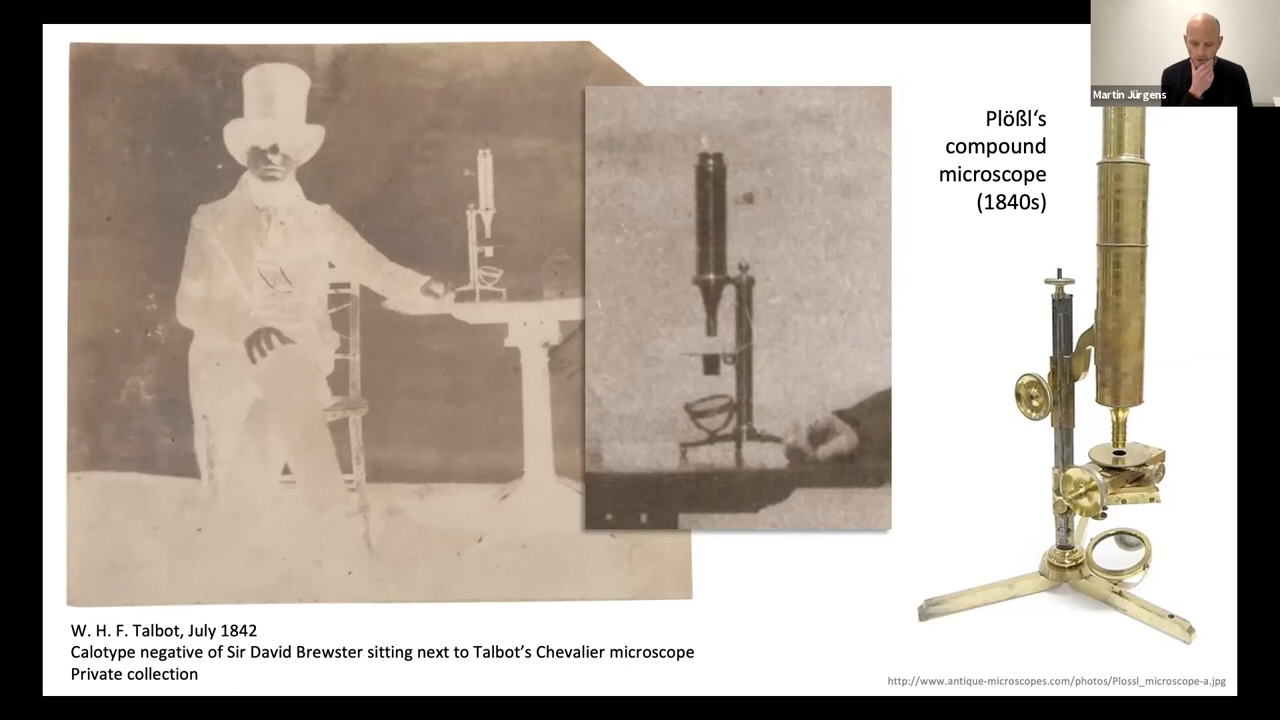 Martin Jürgens
Plößl‘s
compound
microscope
(1840s)
W. H. F. Talbot, July 1842
Calotype negative of Sir David Brewster sitting next to Talbot’s Chevalier microscope
Private collection
http://www.antique-microscopes.com/photos/Plossl_microscope-a.jpg